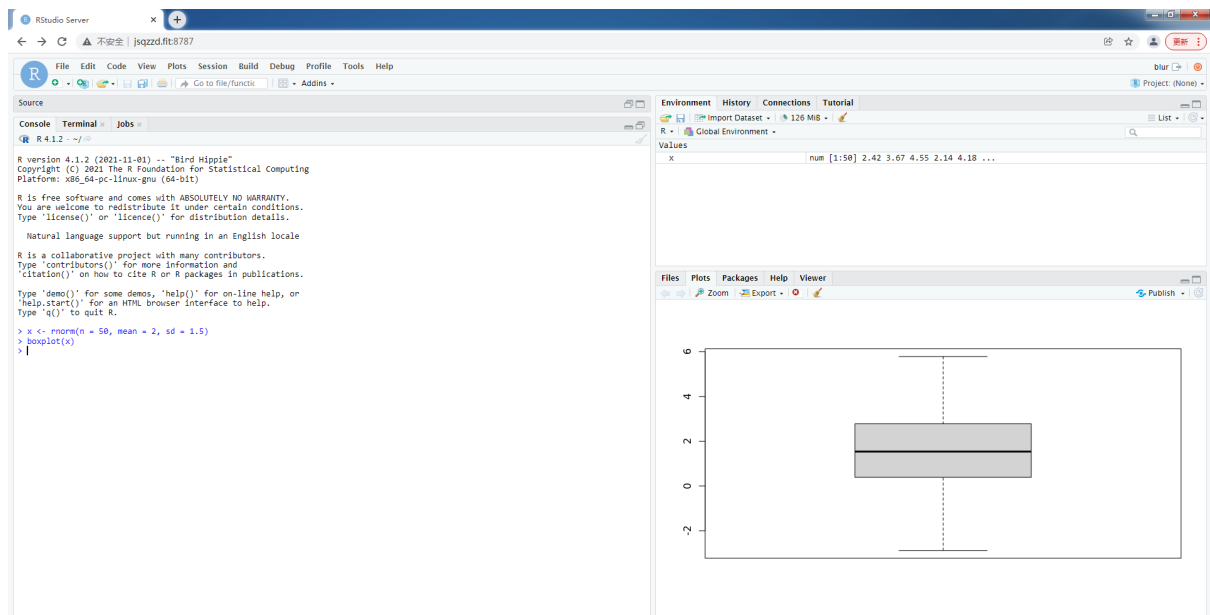 RStudio Server
不安全 jsqzzd.fit:8787
更新
R
File Edit Code View Plots Session Build Debug Profile Tools Help
blur
Go to file/functic
Addins
Project: (None)
Source
Console Terminal Jobs
R R 4.1.2 · ~/
R version 4.1.2 (2021-11-01) -- "Bird Hippie"
Copyright (C) 2021 The R Foundation for Statistical Computing
Platform: x86_64-pc-linux-gnu (64-bit)
R is free software and comes with ABSOLUTELY NO WARRANTY.
You are welcome to redistribute it under certain conditions.
Type 'license()' or 'licence()' for distribution details.
Natural language support but running in an English locale
R is a collaborative project with many contributors.
Type 'contributors()' for more information and
'citation()' on how to cite R or R packages in publications.
Type 'demo()' for some demos, 'help()' for on-line help, or
'help.start()' for an HTML browser interface to help.
Type 'q()' to quit R.
> x <- rnorm(n = 50, mean = 2, sd = 1.5)
> boxplot(x)
>
Environment History Connections Tutorial
Import Dataset 126 MiB List
R Global Environment
Values
x num [1:50] 2.42 3.67 4.55 2.14 4.18 ...
Files Plots Packages Help Viewer
Zoom Export Publish
6
4
2
0
-2